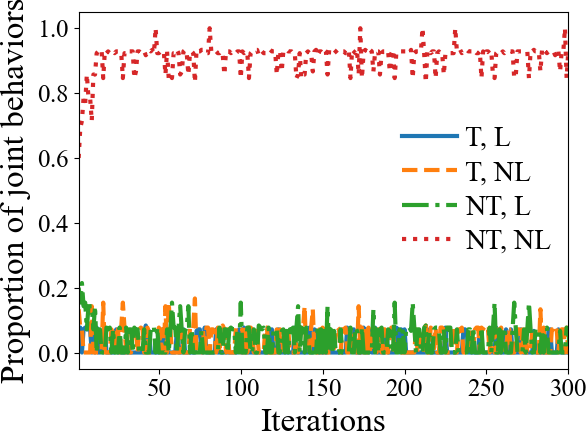 Proportion of joint behaviors
1.0
0.8
0.6
0.4
0.2
0.0
T, L
T, NL
NT, L
NT, NL
50
100
150
200
250
300
Iterations